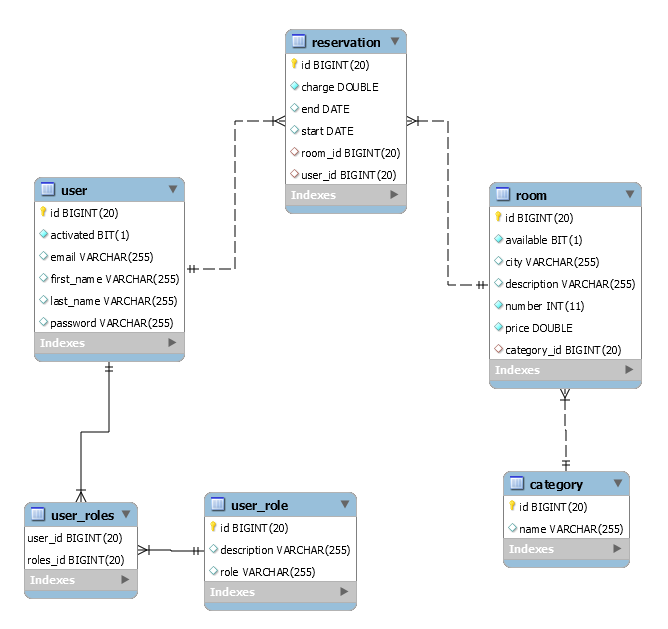 reservation
id BIGINT(20)
charge DOUBLE
end DATE
start DATE
room_id BIGINT(20)
user_id BIGINT(20)
Indexes
user
id BIGINT(20)
activated BIT(1)
email VARCHAR(255)
first_name VARCHAR(255)
last_name VARCHAR(255)
password VARCHAR(255)
Indexes
room
id BIGINT(20)
available BIT(1)
city VARCHAR(255)
description VARCHAR(255)
number INT(11)
price DOUBLE
category_id BIGINT(20)
Indexes
user_roles
user_id BIGINT(20)
roles_id BIGINT(20)
Indexes
user_role
id BIGINT(20)
description VARCHAR(255)
role VARCHAR(255)
Indexes
category
id BIGINT(20)
name VARCHAR(255)
Indexes